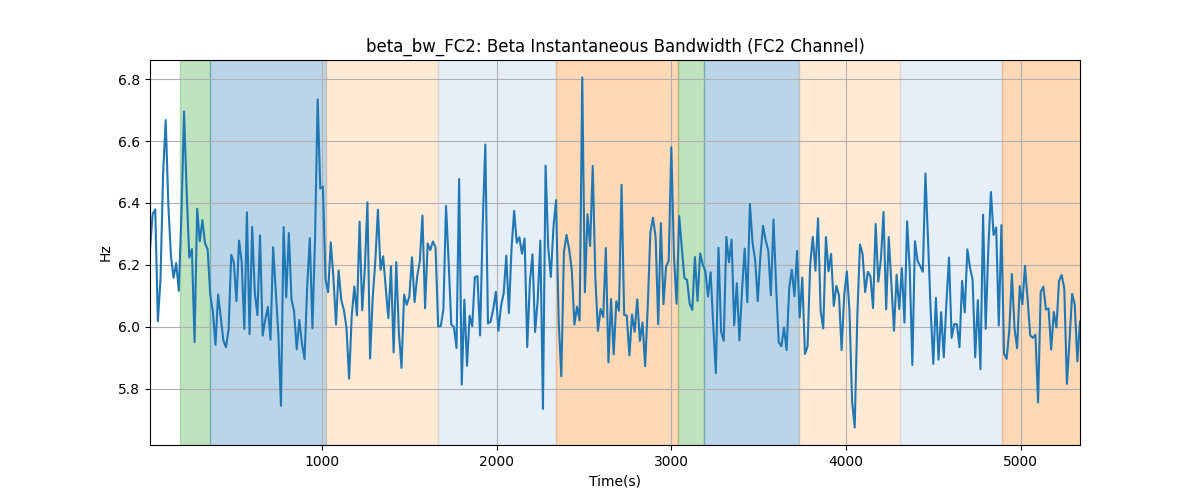 beta_bw_FC2: Beta Instantaneous Bandwidth (FC2 Channel)
6.8
6.6
6.4
6.2
6.0
5.8
Hz
1000 2000 3000 4000 5000
Time(s)